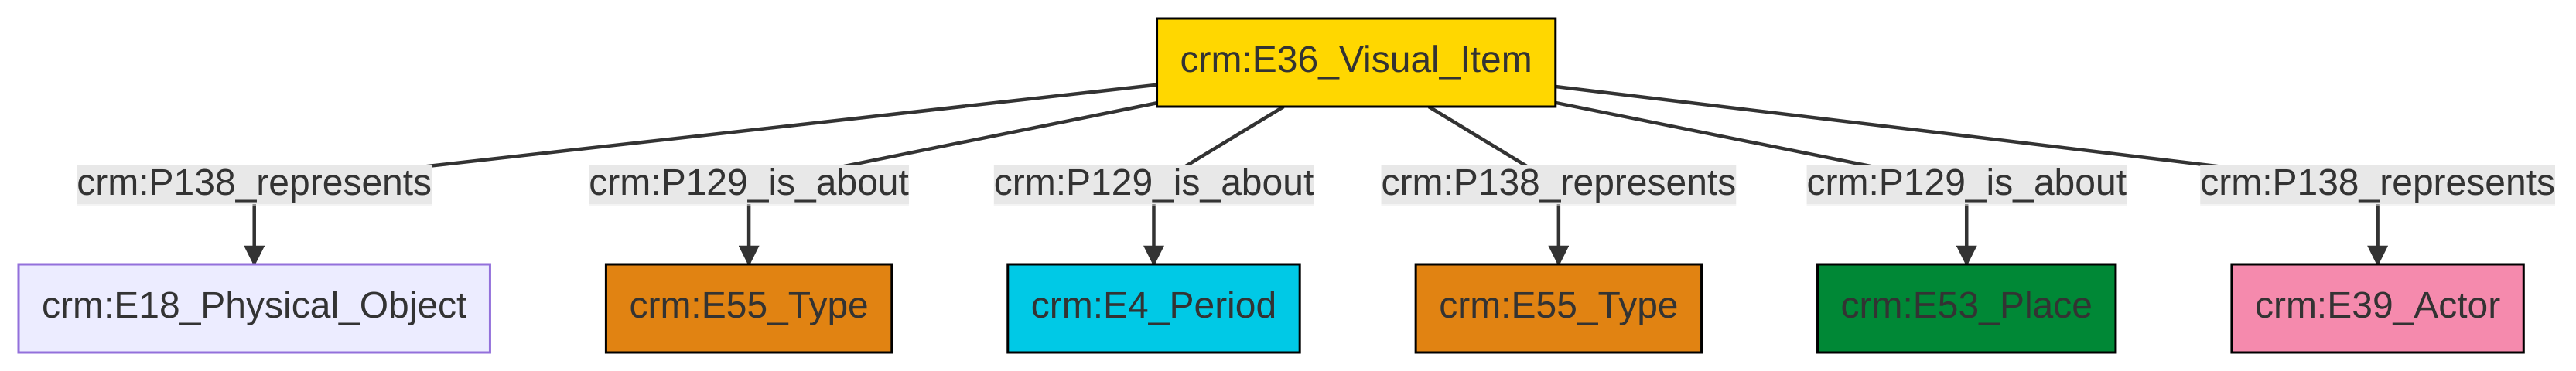 crm:E36_Visual_Item
crm:P138_represents
crm:P129_is_about
crm:P129_is_about
crm:P138_represents
crm:P129_is_about
crm:P138_represents
crm:E18_Physical_Object
crm:E55_Type
crm:E4_Period
crm:E55_Type
crm:E53_Place
crm:E39_Actor